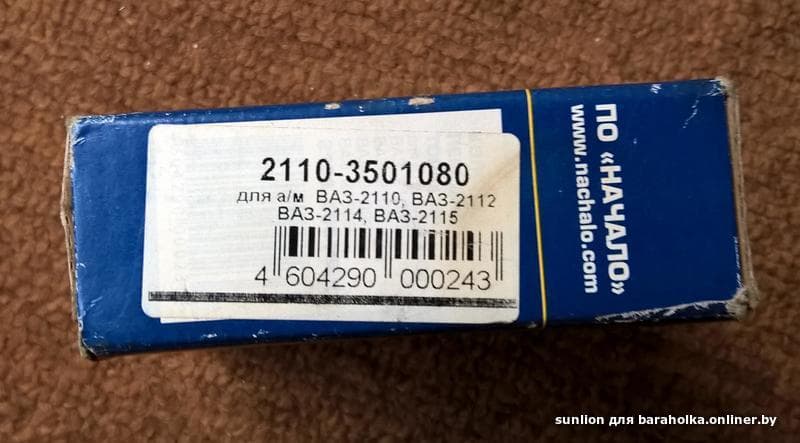 2110-3501080
для а/м ВАЗ-2110, ВАЗ-2112
ВАЗ-2114, ВАЗ-2115
4 604290 000243
ПО «НАЧАЛО»
www.nachalo.com
sunlion для baraholka.onliner.by